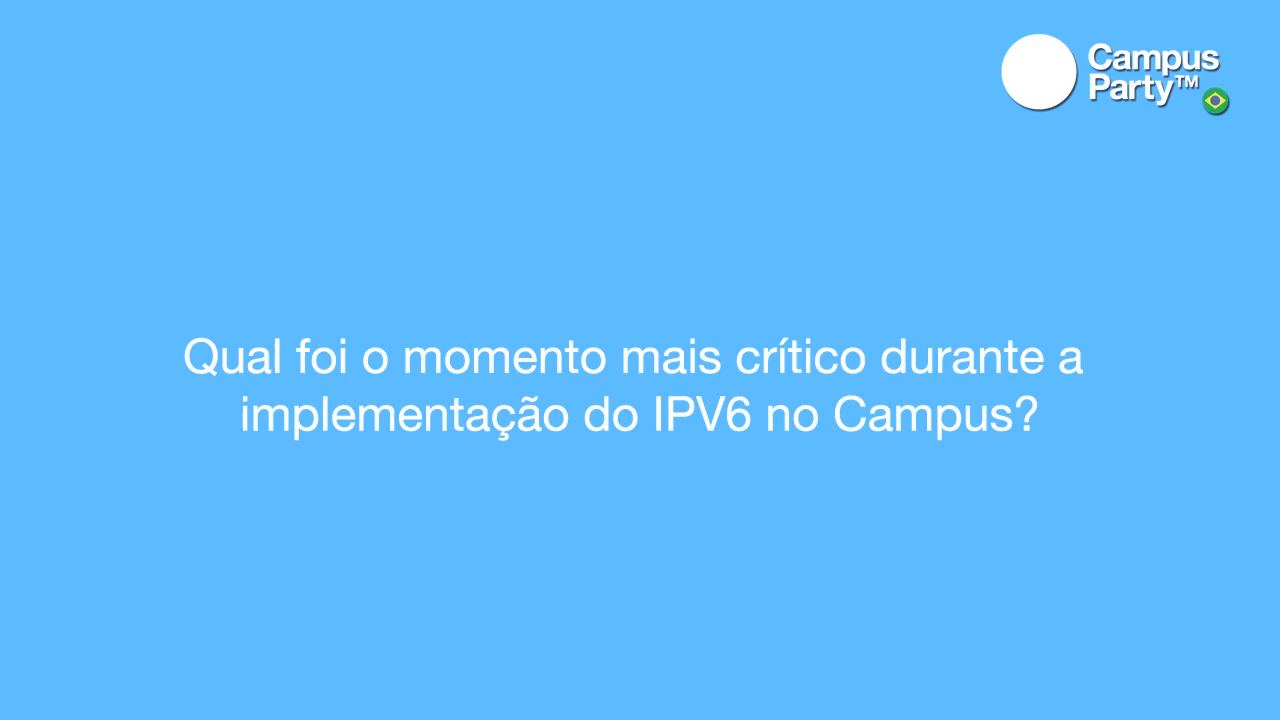 Campus
Party™
Qual foi o momento mais crítico durante a
implementação do IPV6 no Campus?